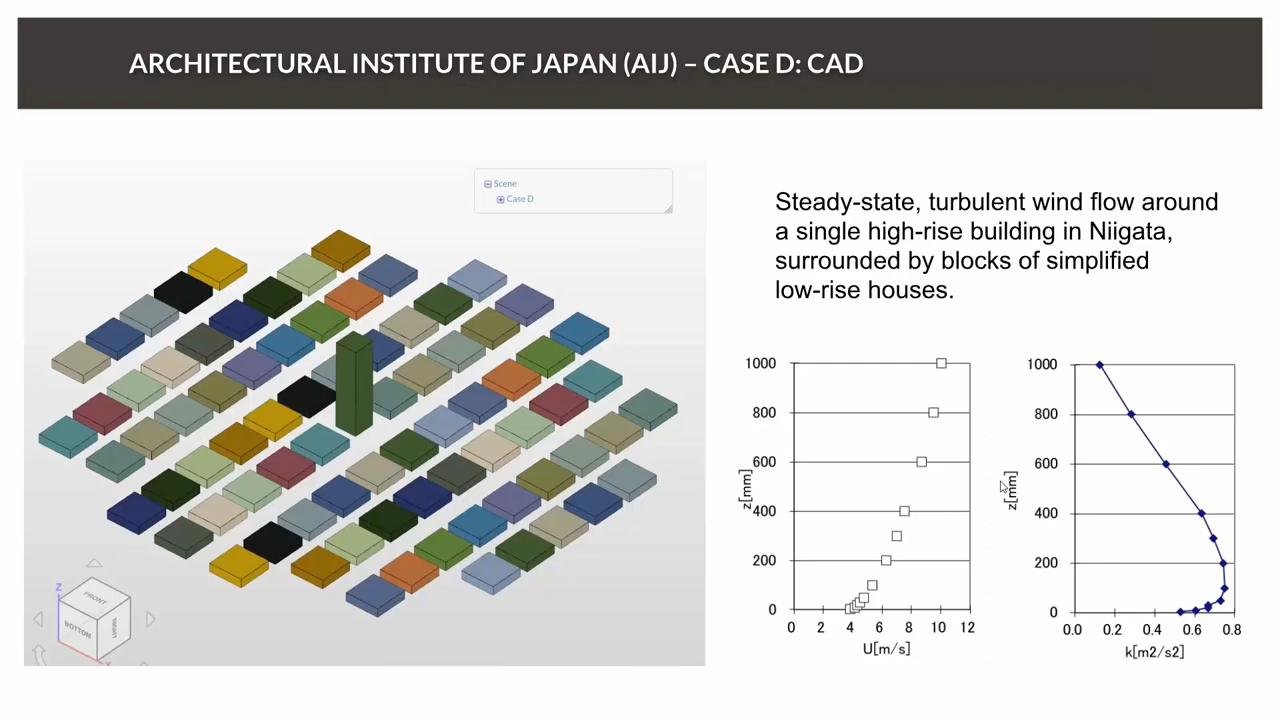 ARCHITECTURAL INSTITUTE OF JAPAN (AIJ) – CASE D: CAD
Scene
Case D
Z
FRONT
BOTTOM
RIGHT
Steady-state, turbulent wind flow around
a single high-rise building in Niigata,
surrounded by blocks of simplified
low-rise houses.
1000
800
600
400
200
0
z[mm]
0 2 4 6 8 10 12
U[m/s]
1000
800
600
400
200
0
z[mm]
0.0 0.2 0.4 0.6 0.8
k[m2/s2]